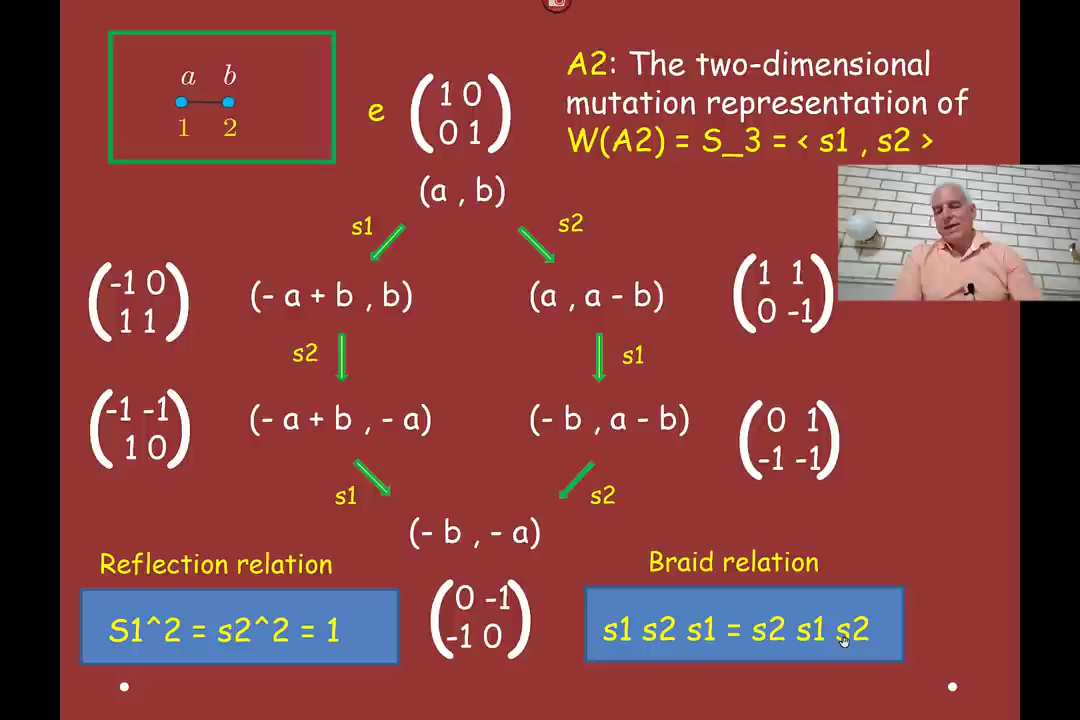 a b
1 2
e
1 0
0 1
A2: The two-dimensional
mutation representation of
W(A2) = S_3 = < s1 , s2 >
(a , b)
s1
s2
-1 0
1 1
(- a + b , b)
(a , a - b)
1 1
0 -1
s2
s1
-1 -1
1 0
(- a + b , - a)
(- b , a - b)
0 1
-1 -1
s1
s2
(- b , - a)
Reflection relation
Braid relation
S1^2 = s2^2 = 1
0 -1
-1 0
s1 s2 s1 = s2 s1 s2